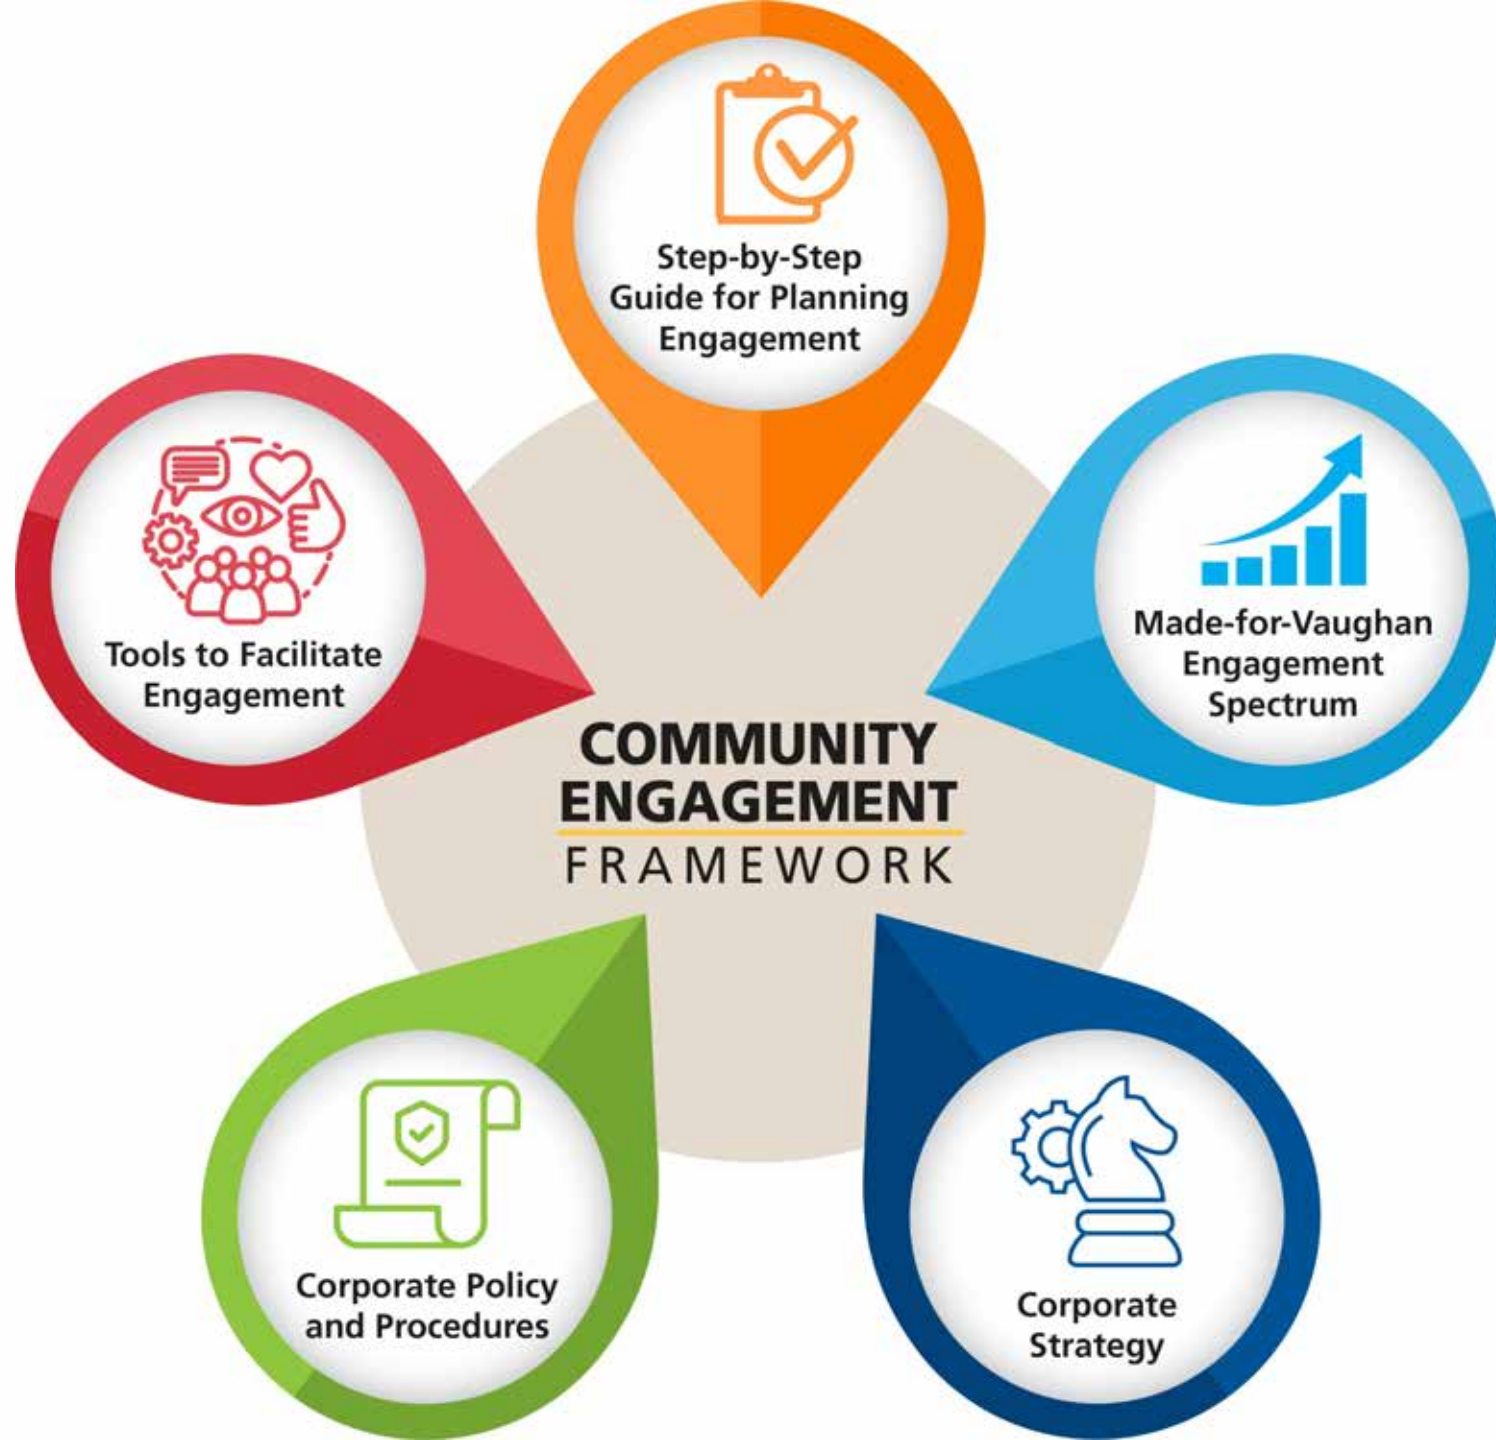 Step-by-Step
Guide for Planning
Engagement
Tools to Facilitate
Engagement
Made-for-Vaughan
Engagement
Spectrum
COMMUNITY
ENGAGEMENT
FRAMEWORK
Corporate Policy
and Procedures
Corporate
Strategy